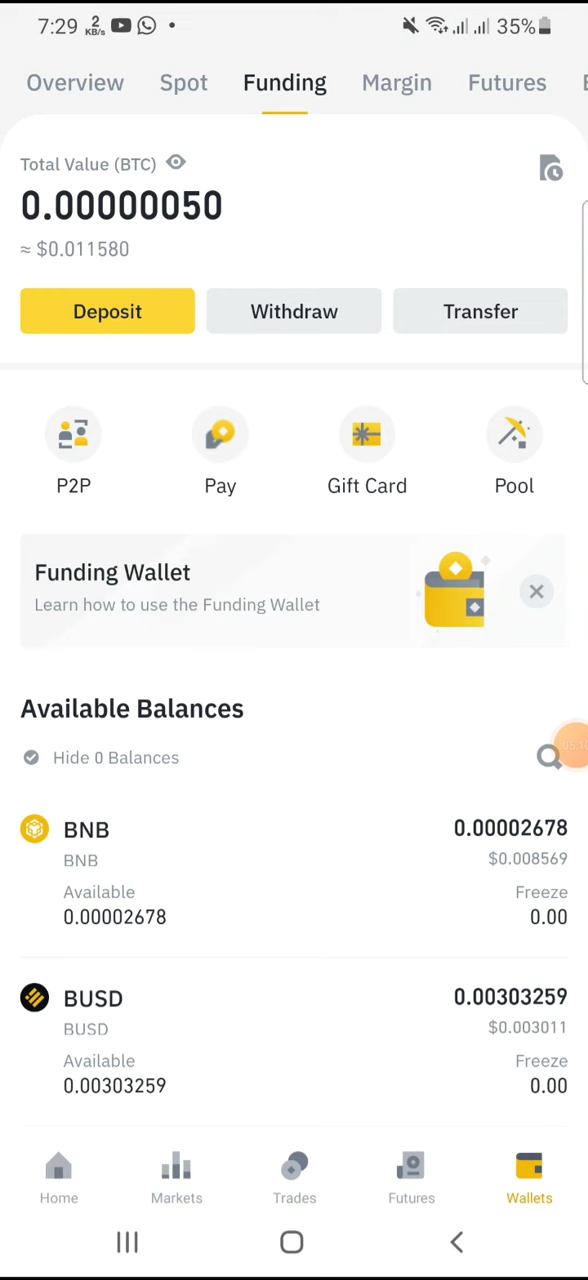 7:29 2 KB/s 35%
Overview Spot Funding Margin Futures E
Total Value (BTC)
0.00000050
≈ $0.011580
Deposit Withdraw Transfer
P2P Pay Gift Card Pool
Funding Wallet
Learn how to use the Funding Wallet
Available Balances
Hide 0 Balances
BNB 0.00002678
BNB $0.008569
Available Freeze
0.00002678 0.00
BUSD 0.00303259
BUSD $0.003011
Available Freeze
0.00303259 0.00
Home Markets Trades Futures Wallets